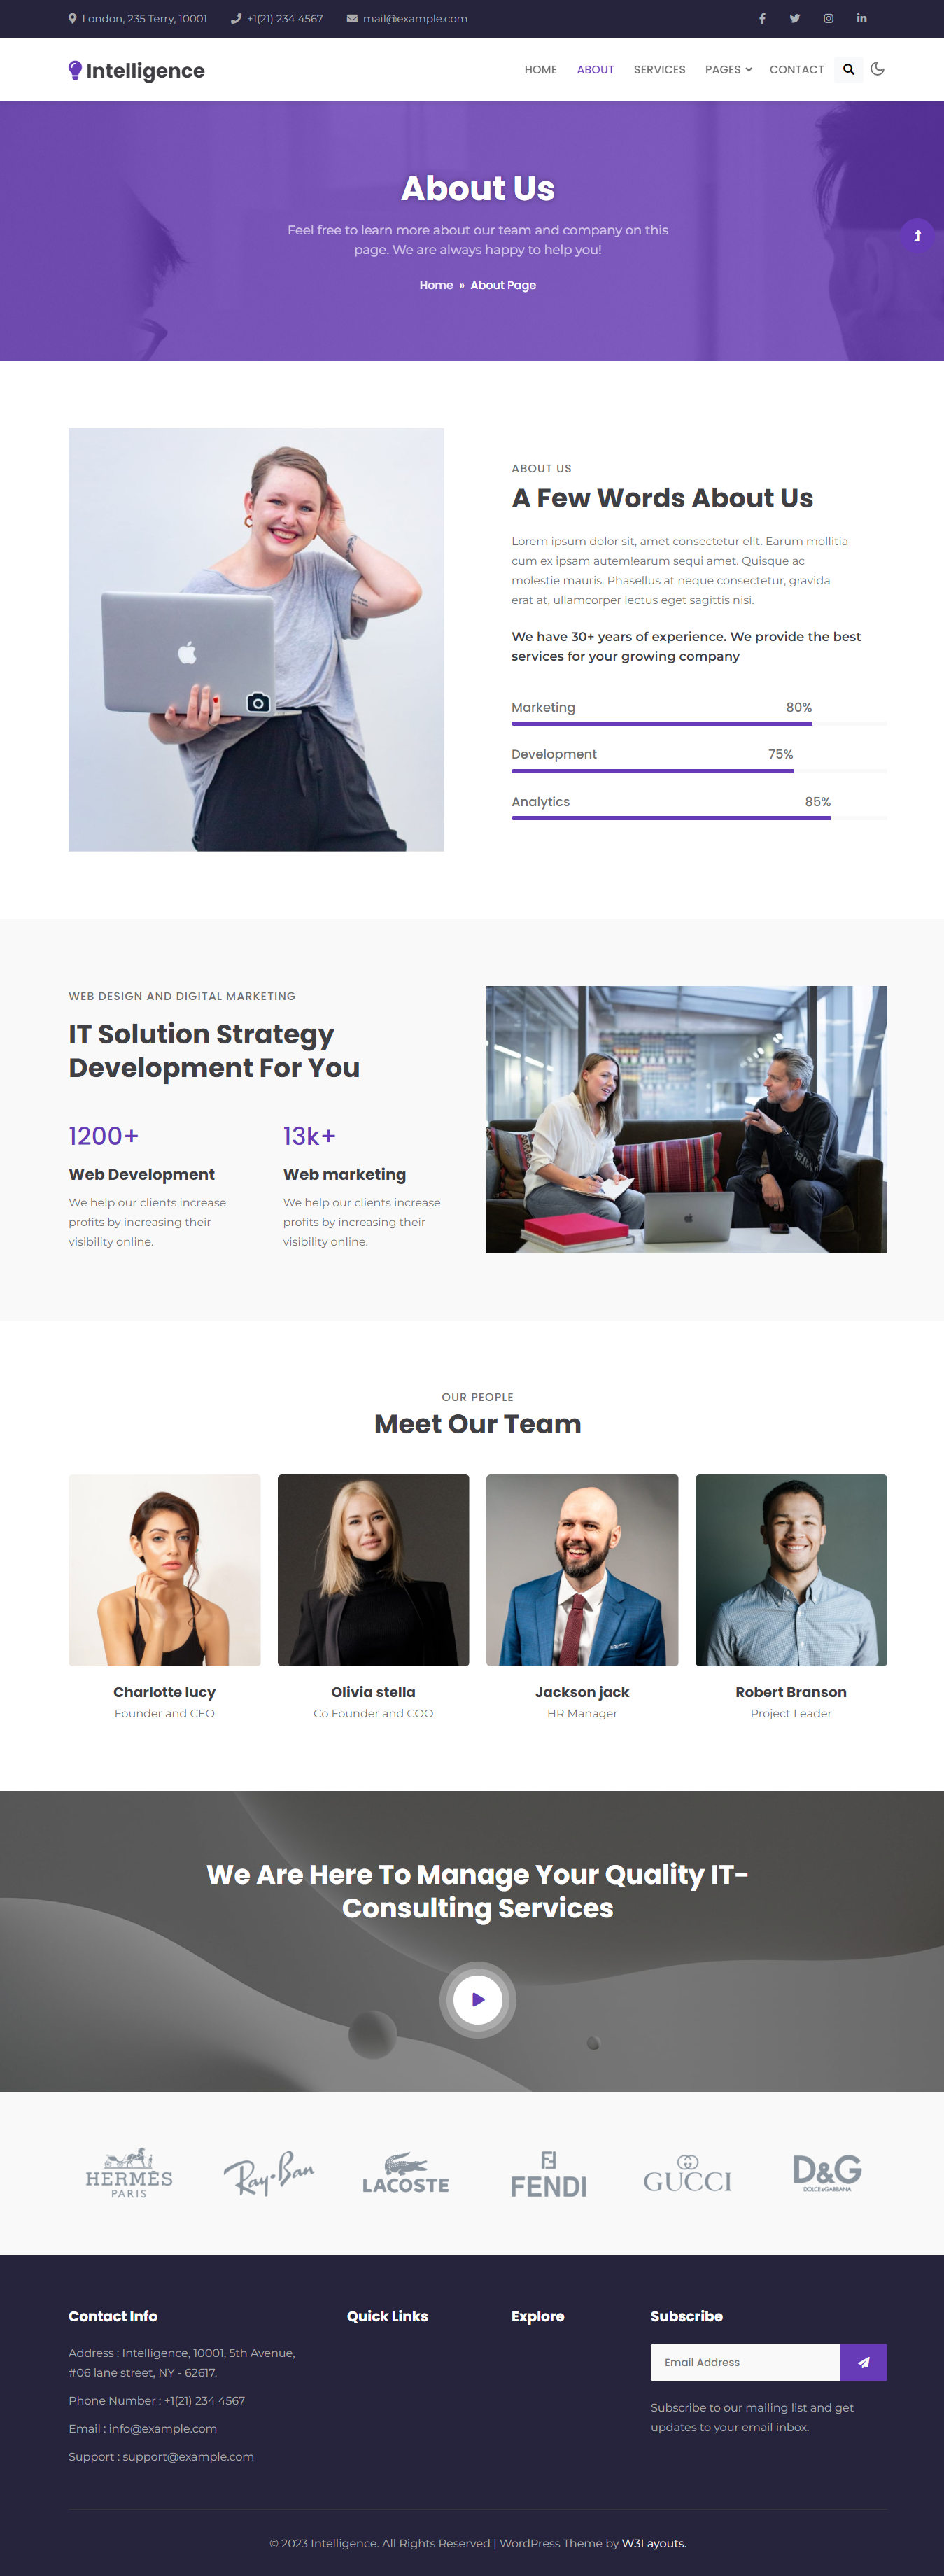 London, 235 Terry, 10001 +1(21) 234 4567 mail@example.com
Intelligence
HOME ABOUT SERVICES PAGES CONTACT
About Us
Feel free to learn more about our team and company on this
page. We are always happy to help you!
Home » About Page
ABOUT US
A Few Words About Us
Lorem ipsum dolor sit, amet consectetur elit. Earum mollitia
cum ex ipsam autem!earum sequi amet. Quisque ac
molestie mauris. Phasellus at neque consectetur, gravida
erat at, ullamcorper lectus eget sagittis nisi.
We have 30+ years of experience. We provide the best
services for your growing company
Marketing 80%
Development 75%
Analytics 85%
WEB DESIGN AND DIGITAL MARKETING
IT Solution Strategy
Development For You
1200+
Web Development
We help our clients increase
profits by increasing their
visibility online.
13k+
Web marketing
We help our clients increase
profits by increasing their
visibility online.
OUR PEOPLE
Meet Our Team
Charlotte lucy
Founder and CEO
Olivia stella
Co Founder and COO
Jackson jack
HR Manager
Robert Branson
Project Leader
We Are Here To Manage Your Quality IT-
Consulting Services
HERMÈS
PARIS
Ray-Ban
LACOSTE
FENDI
GUCCI
D&G
DOLCE & GABBANA
Contact Info
Address : Intelligence, 10001, 5th Avenue,
#06 lane street, NY - 62617.
Phone Number : +1(21) 234 4567
Email : info@example.com
Support : support@example.com
Quick Links
Explore
Subscribe
Email Address
Subscribe to our mailing list and get
updates to your email inbox.
© 2023 Intelligence. All Rights Reserved | WordPress Theme by W3Layouts.